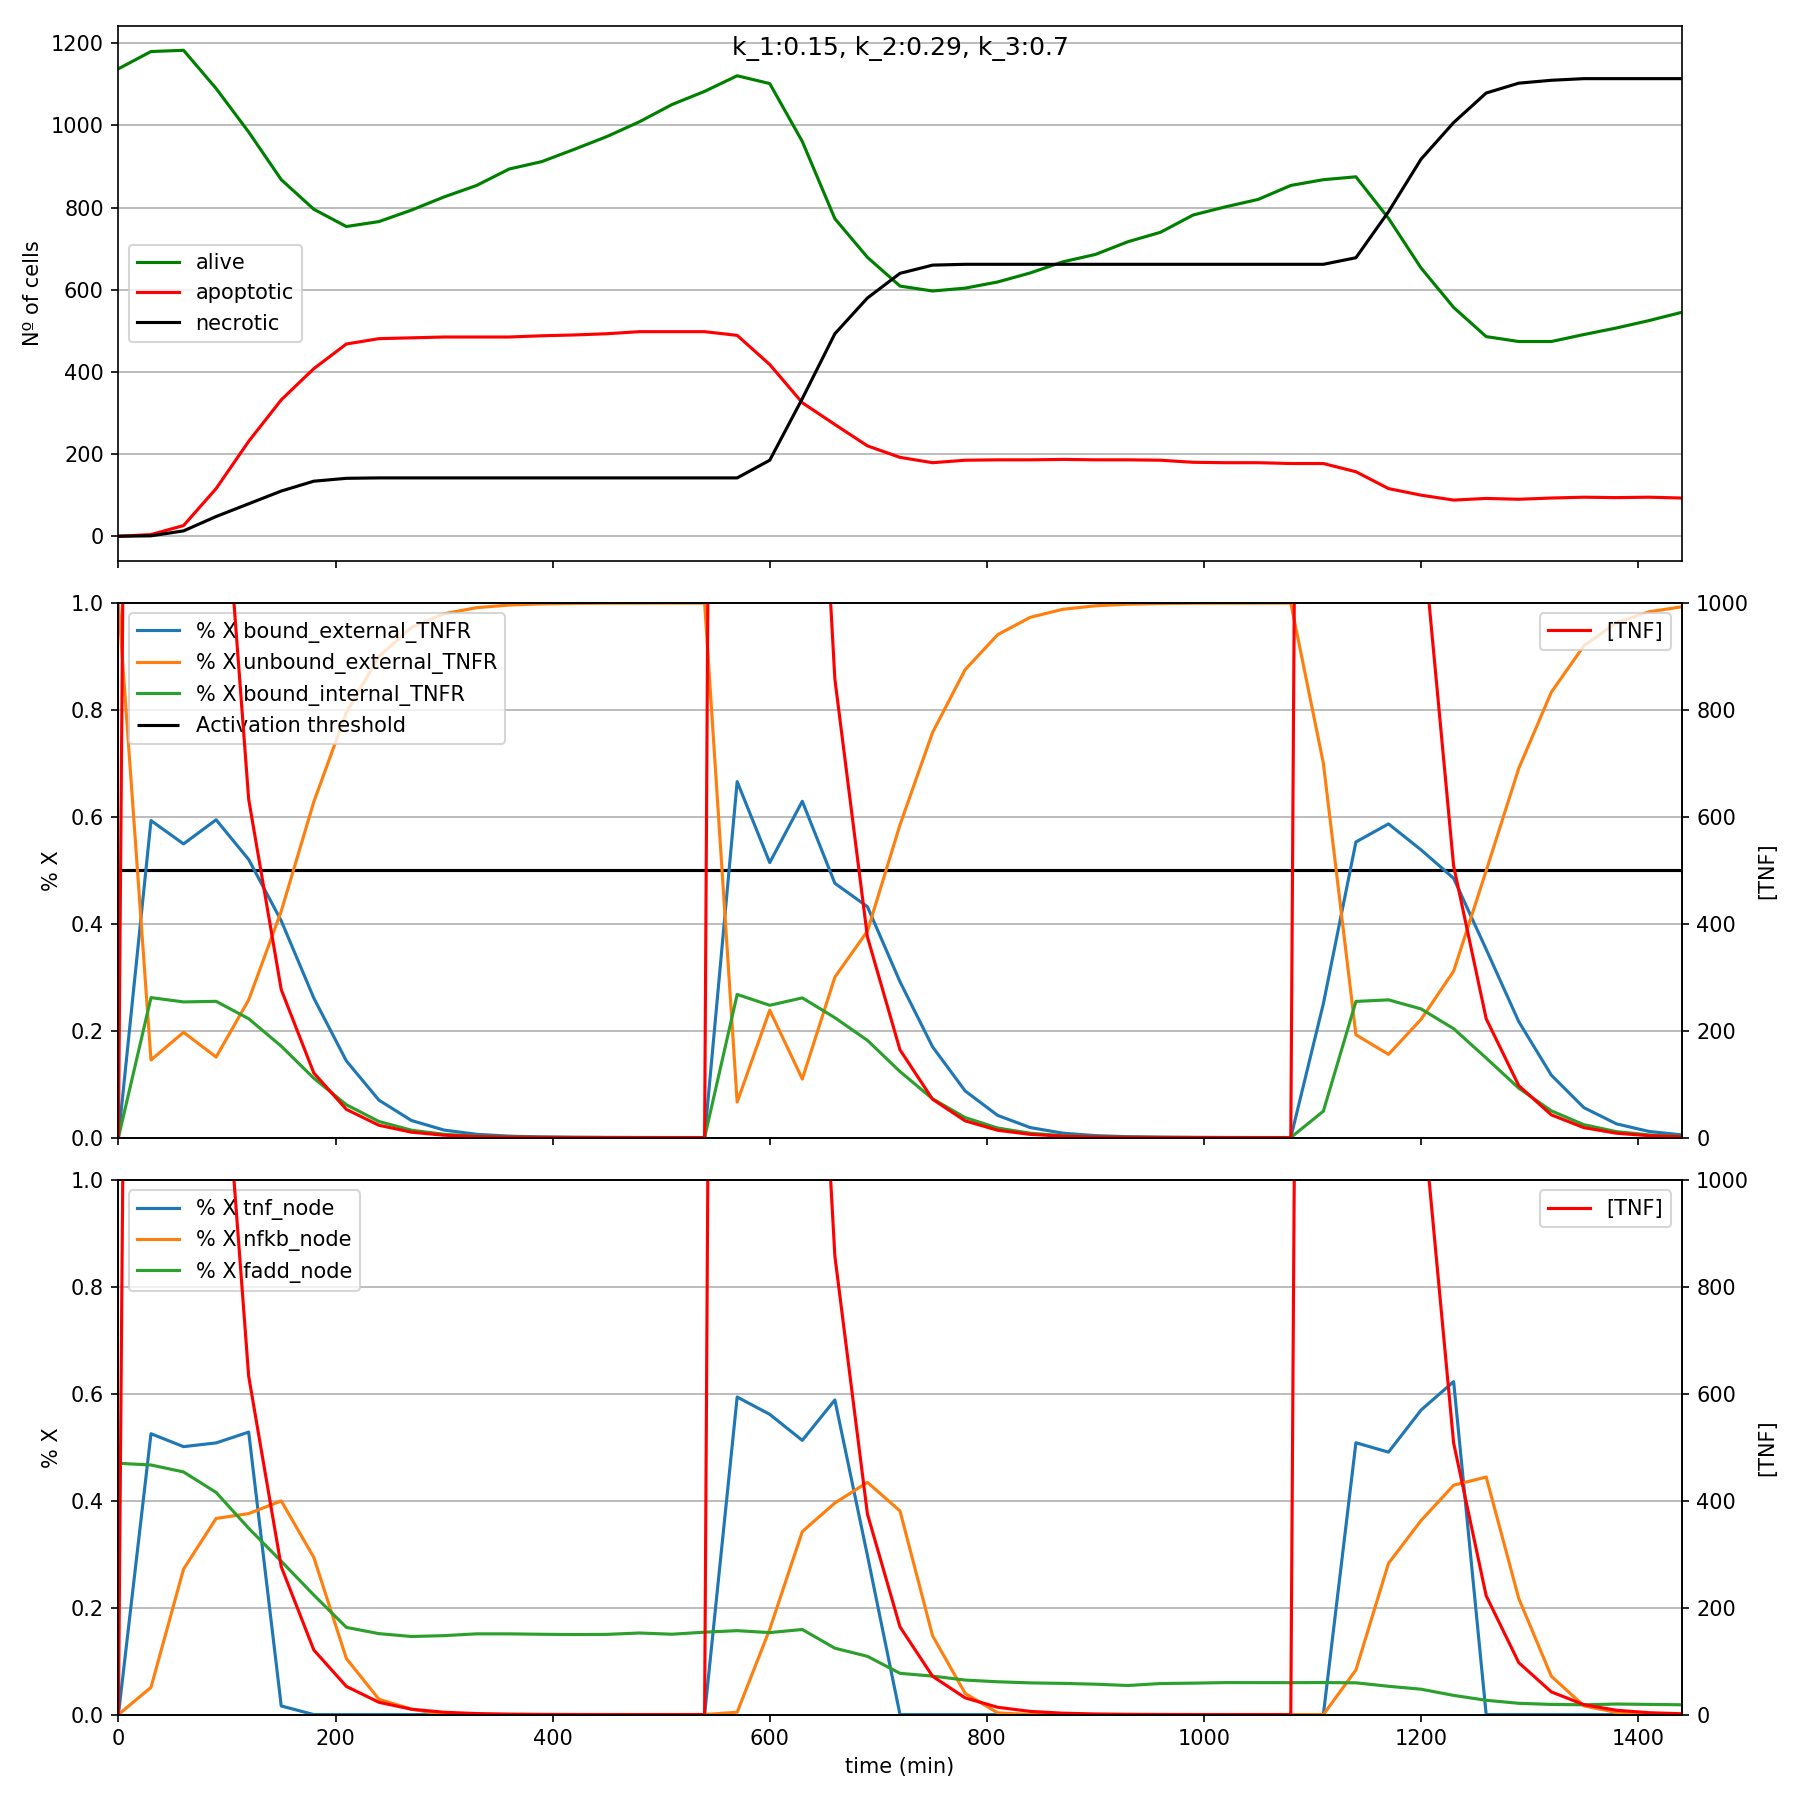 k_1:0.15, k_2:0.29, k_3:0.7
1200
1000
800
600
400
200
0
Nº of cells
alive
apoptotic
necrotic
1.0
0.8
0.6
0.4
0.2
0.0
% X
% X bound_external_TNFR
% X unbound_external_TNFR
% X bound_internal_TNFR
Activation threshold
[TNF]
1000
800
600
400
200
0
[TNF]
1.0
0.8
0.6
0.4
0.2
0.0
% X
% X tnf_node
% X nfkb_node
% X fadd_node
[TNF]
1000
800
600
400
200
0
[TNF]
0 200 400 600 800 1000 1200 1400
time (min)